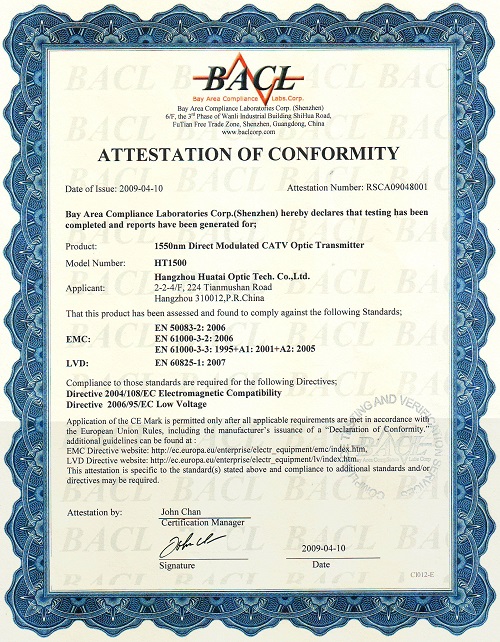 BACL
Bay Area Compliance Labs.Corp.
Bay Area Compliance Laboratories Corp. (Shenzhen)
6/F, the 3rd Phase of Wanli Industrial Building ShiHua Road,
FuTian Free Trade Zone, Shenzhen, Guangdong, China
www.baclcorp.com
ATTESTATION OF CONFORMITY
Date of Issue: 2009-04-10 Attestation Number: RSCA09048001
Bay Area Compliance Laboratories Corp.(Shenzhen) hereby declares that testing has been
completed and reports have been generated for;
Product: 1550nm Direct Modulated CATV Optic Transmitter
Model Number: HT1500
Hangzhou Huatai Optic Tech. Co.,Ltd.
Applicant: 2-2-4/F, 224 Tianmushan Road
Hangzhou 310012,P.R.China
That this product has been assessed and found to comply against the following Standards;
EN 50083-2: 2006
EMC: EN 61000-3-2: 2006
EN 61000-3-3: 1995+A1: 2001+A2: 2005
LVD: EN 60825-1: 2007
Compliance to those standards are required for the following Directives;
Directive 2004/108/EC Electromagnetic Compatibility
Directive 2006/95/EC Low Voltage
Application of the CE Mark is permitted only after all applicable requirements are met in accordance with
the European Union Rules, including the manufacturer's issuance of a “Declaration of Conformity.”
additional guidelines can be found at :
EMC Directive website: http://ec.europa.eu/enterprise/electr_equipment/emc/index.htm,
LVD Directive website: http://ec.europa.eu/enterprise/electr_equipment/lv/index.htm.
This attestation is specific to the standard(s) stated above and compliance to additional standards and/or
directives may be required.
Attestation by: John Chan
Certification Manager
John Ch
2009-04-10
Signature Date
CI012-E